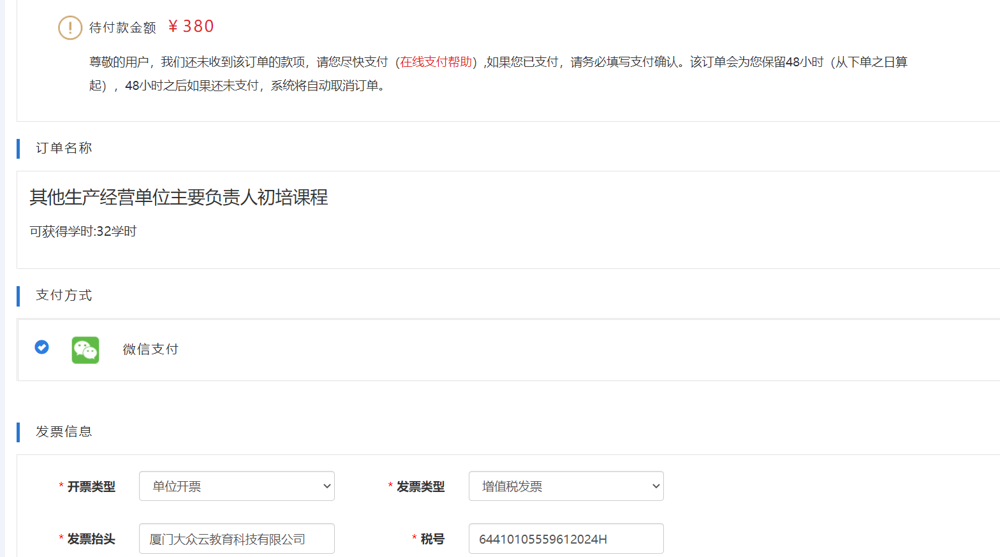 待付款金额 ¥ 380
尊敬的用户，我们还未收到该订单的款项，请您尽快支付（在线支付帮助）,如果您已支付，请务必填写支付确认。该订单会为您保留48小时（从下单之日算
起），48小时之后如果还未支付，系统将自动取消订单。
订单名称
其他生产经营单位主要负责人初培课程
可获得学时:32学时
支付方式
微信支付
发票信息
* 开票类型 单位开票 * 发票类型 增值税发票
* 发票抬头 厦门大众云教育科技有限公司 * 税号 64410105559612024H